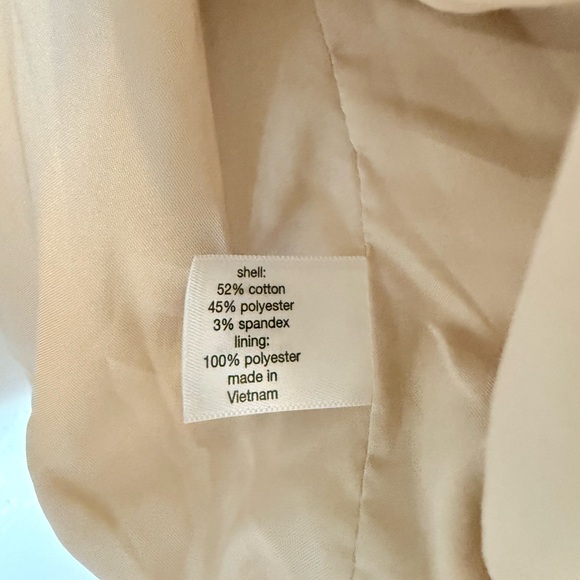 shell:
52% cotton
45% polyester
3% spandex
lining:
100% polyester
made in
Vietnam